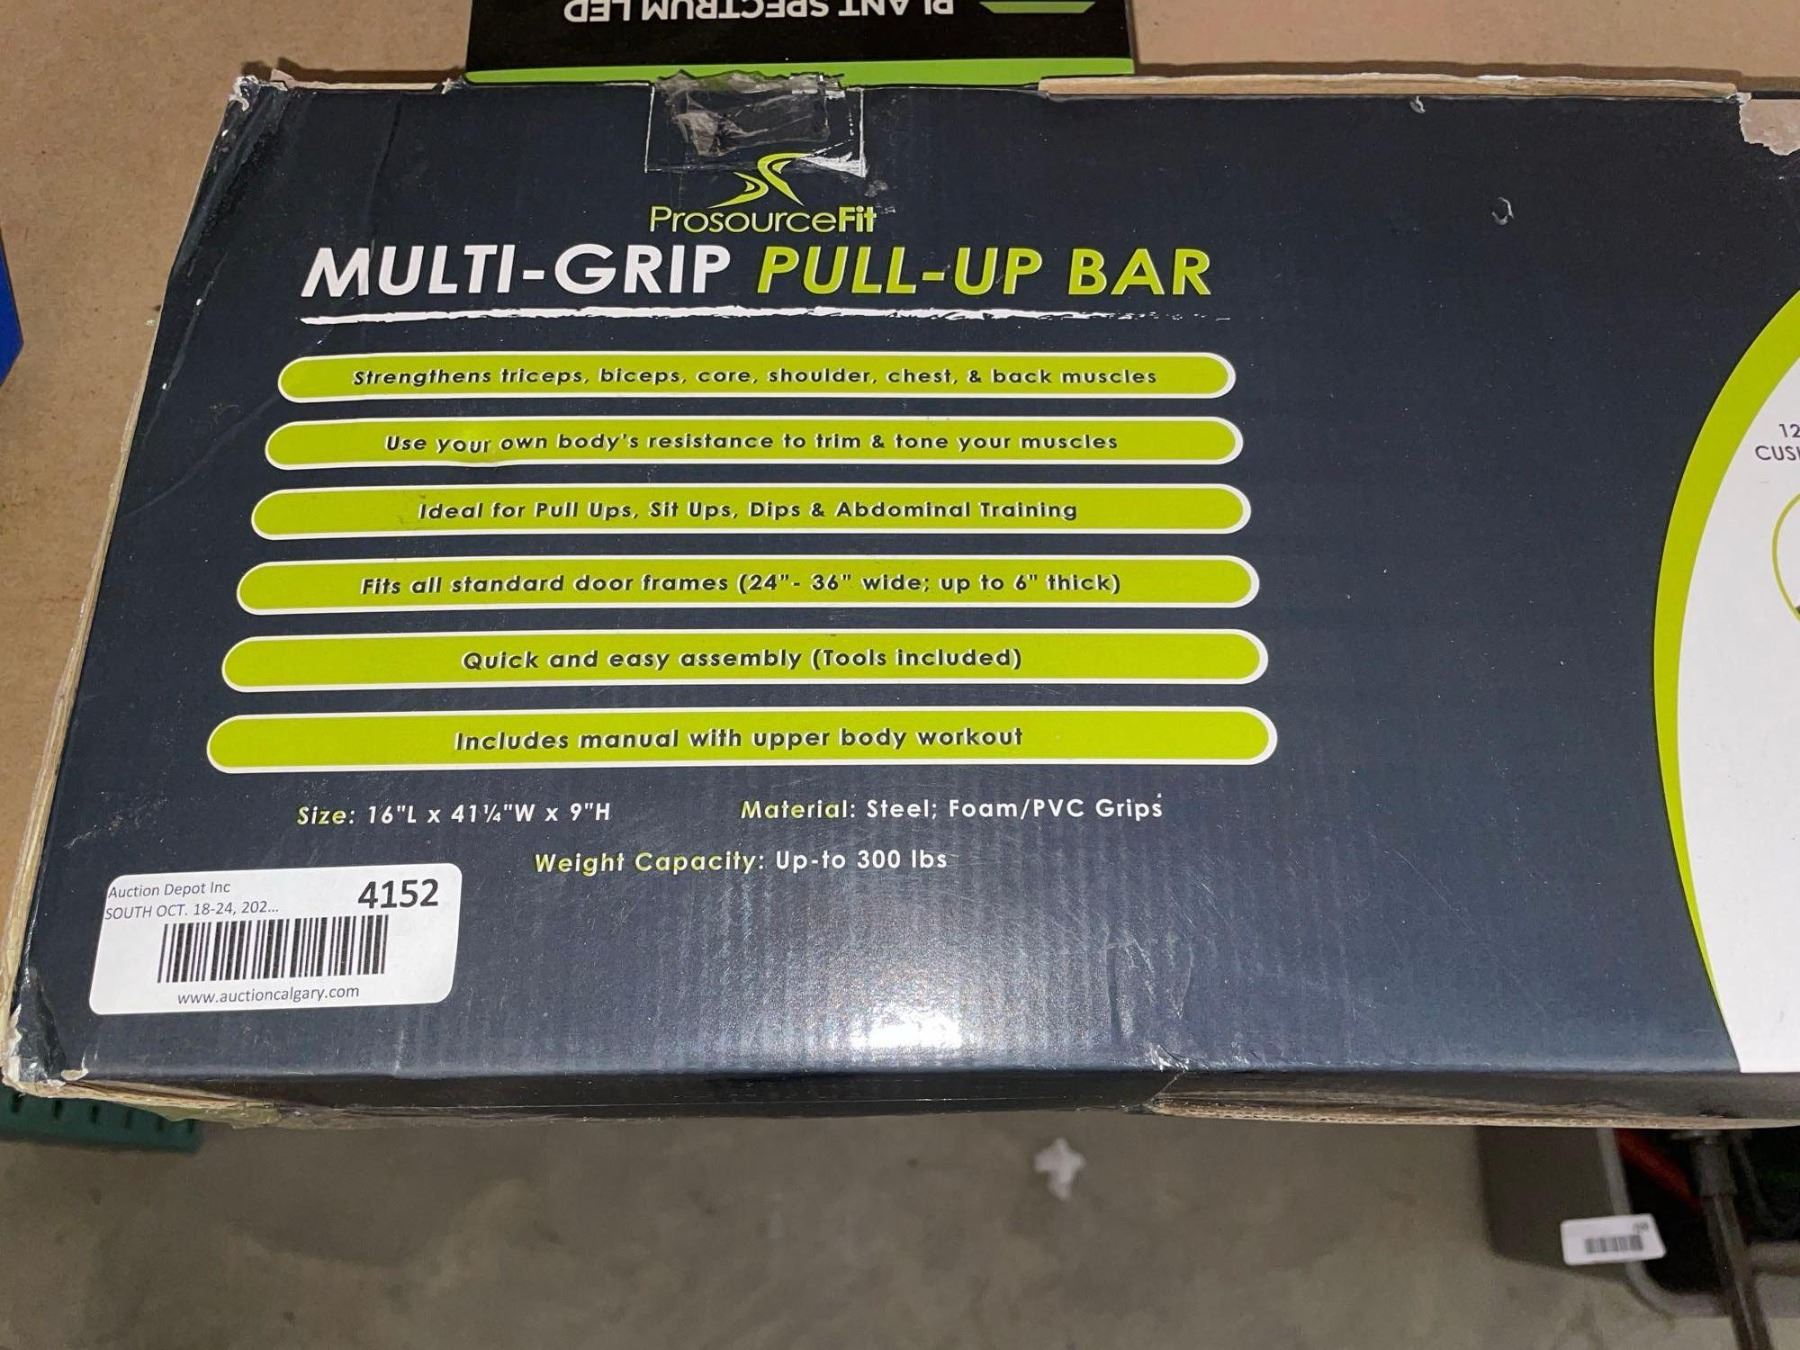 PLANT SPECTRUM LED
ProsourceFit
MULTI-GRIP PULL-UP BAR
Strengthens triceps, biceps, core, shoulder, chest, & back muscles
Use your own body's resistance to trim & tone your muscles
Ideal for Pull Ups, Sit Ups, Dips & Abdominal Training
Fits all standard door frames (24"- 36" wide; up to 6" thick)
Quick and easy assembly (Tools included)
Includes manual with upper body workout
Size: 16"L x 41¼"W x 9"H
Material: Steel; Foam/PVC Grips
Weight Capacity: Up-to 300 lbs
Auction Depot Inc
4152
SOUTH OCT. 18-24, 202...
www.auctioncalgary.com
12